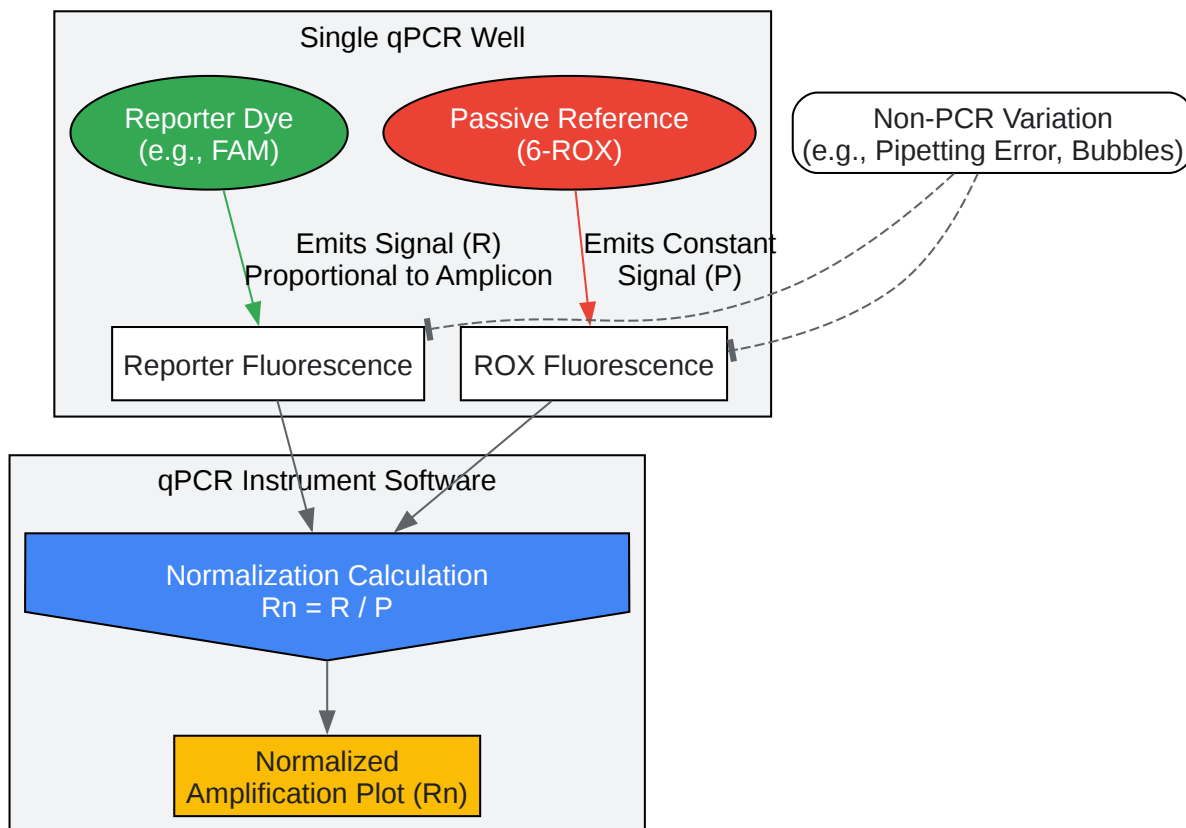 Single qPCR Well
Reporter Dye
(e.g., FAM)
Passive Reference
(6-ROX)
Non-PCR Variation
(e.g., Pipetting Error, Bubbles)
Emits Signal (R)
Proportional to Amplicon
Emits Constant
Signal (P)
Reporter Fluorescence
ROX Fluorescence
qPCR Instrument Software
Normalization Calculation
Rn = R / P
Normalized
Amplification Plot (Rn)